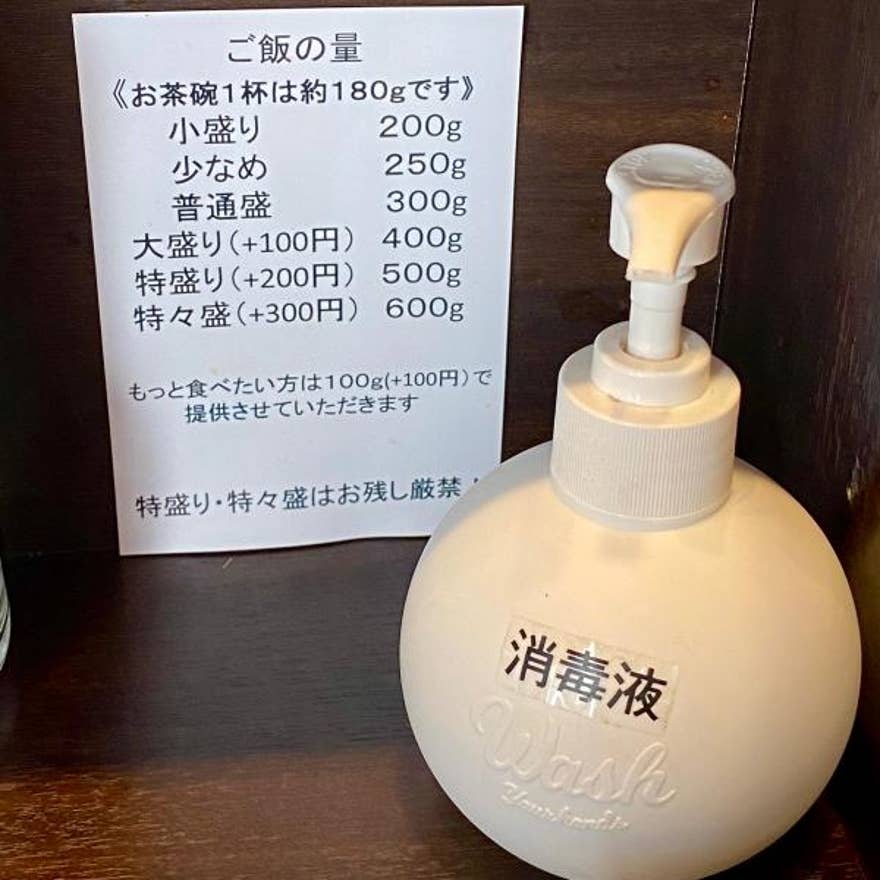 ご飯の量
《お茶碗１杯は約１８０ｇです》
小盛り 200g
少なめ 250g
普通盛 300g
大盛り（+100円） 400g
特盛り（+200円） 500g
特々盛（+300円） 600g
もっと食べたい方は１００g(+100円）で
提供させていただきます
特盛り・特々盛はお残し厳禁！
消毒液
Wash
Your hands